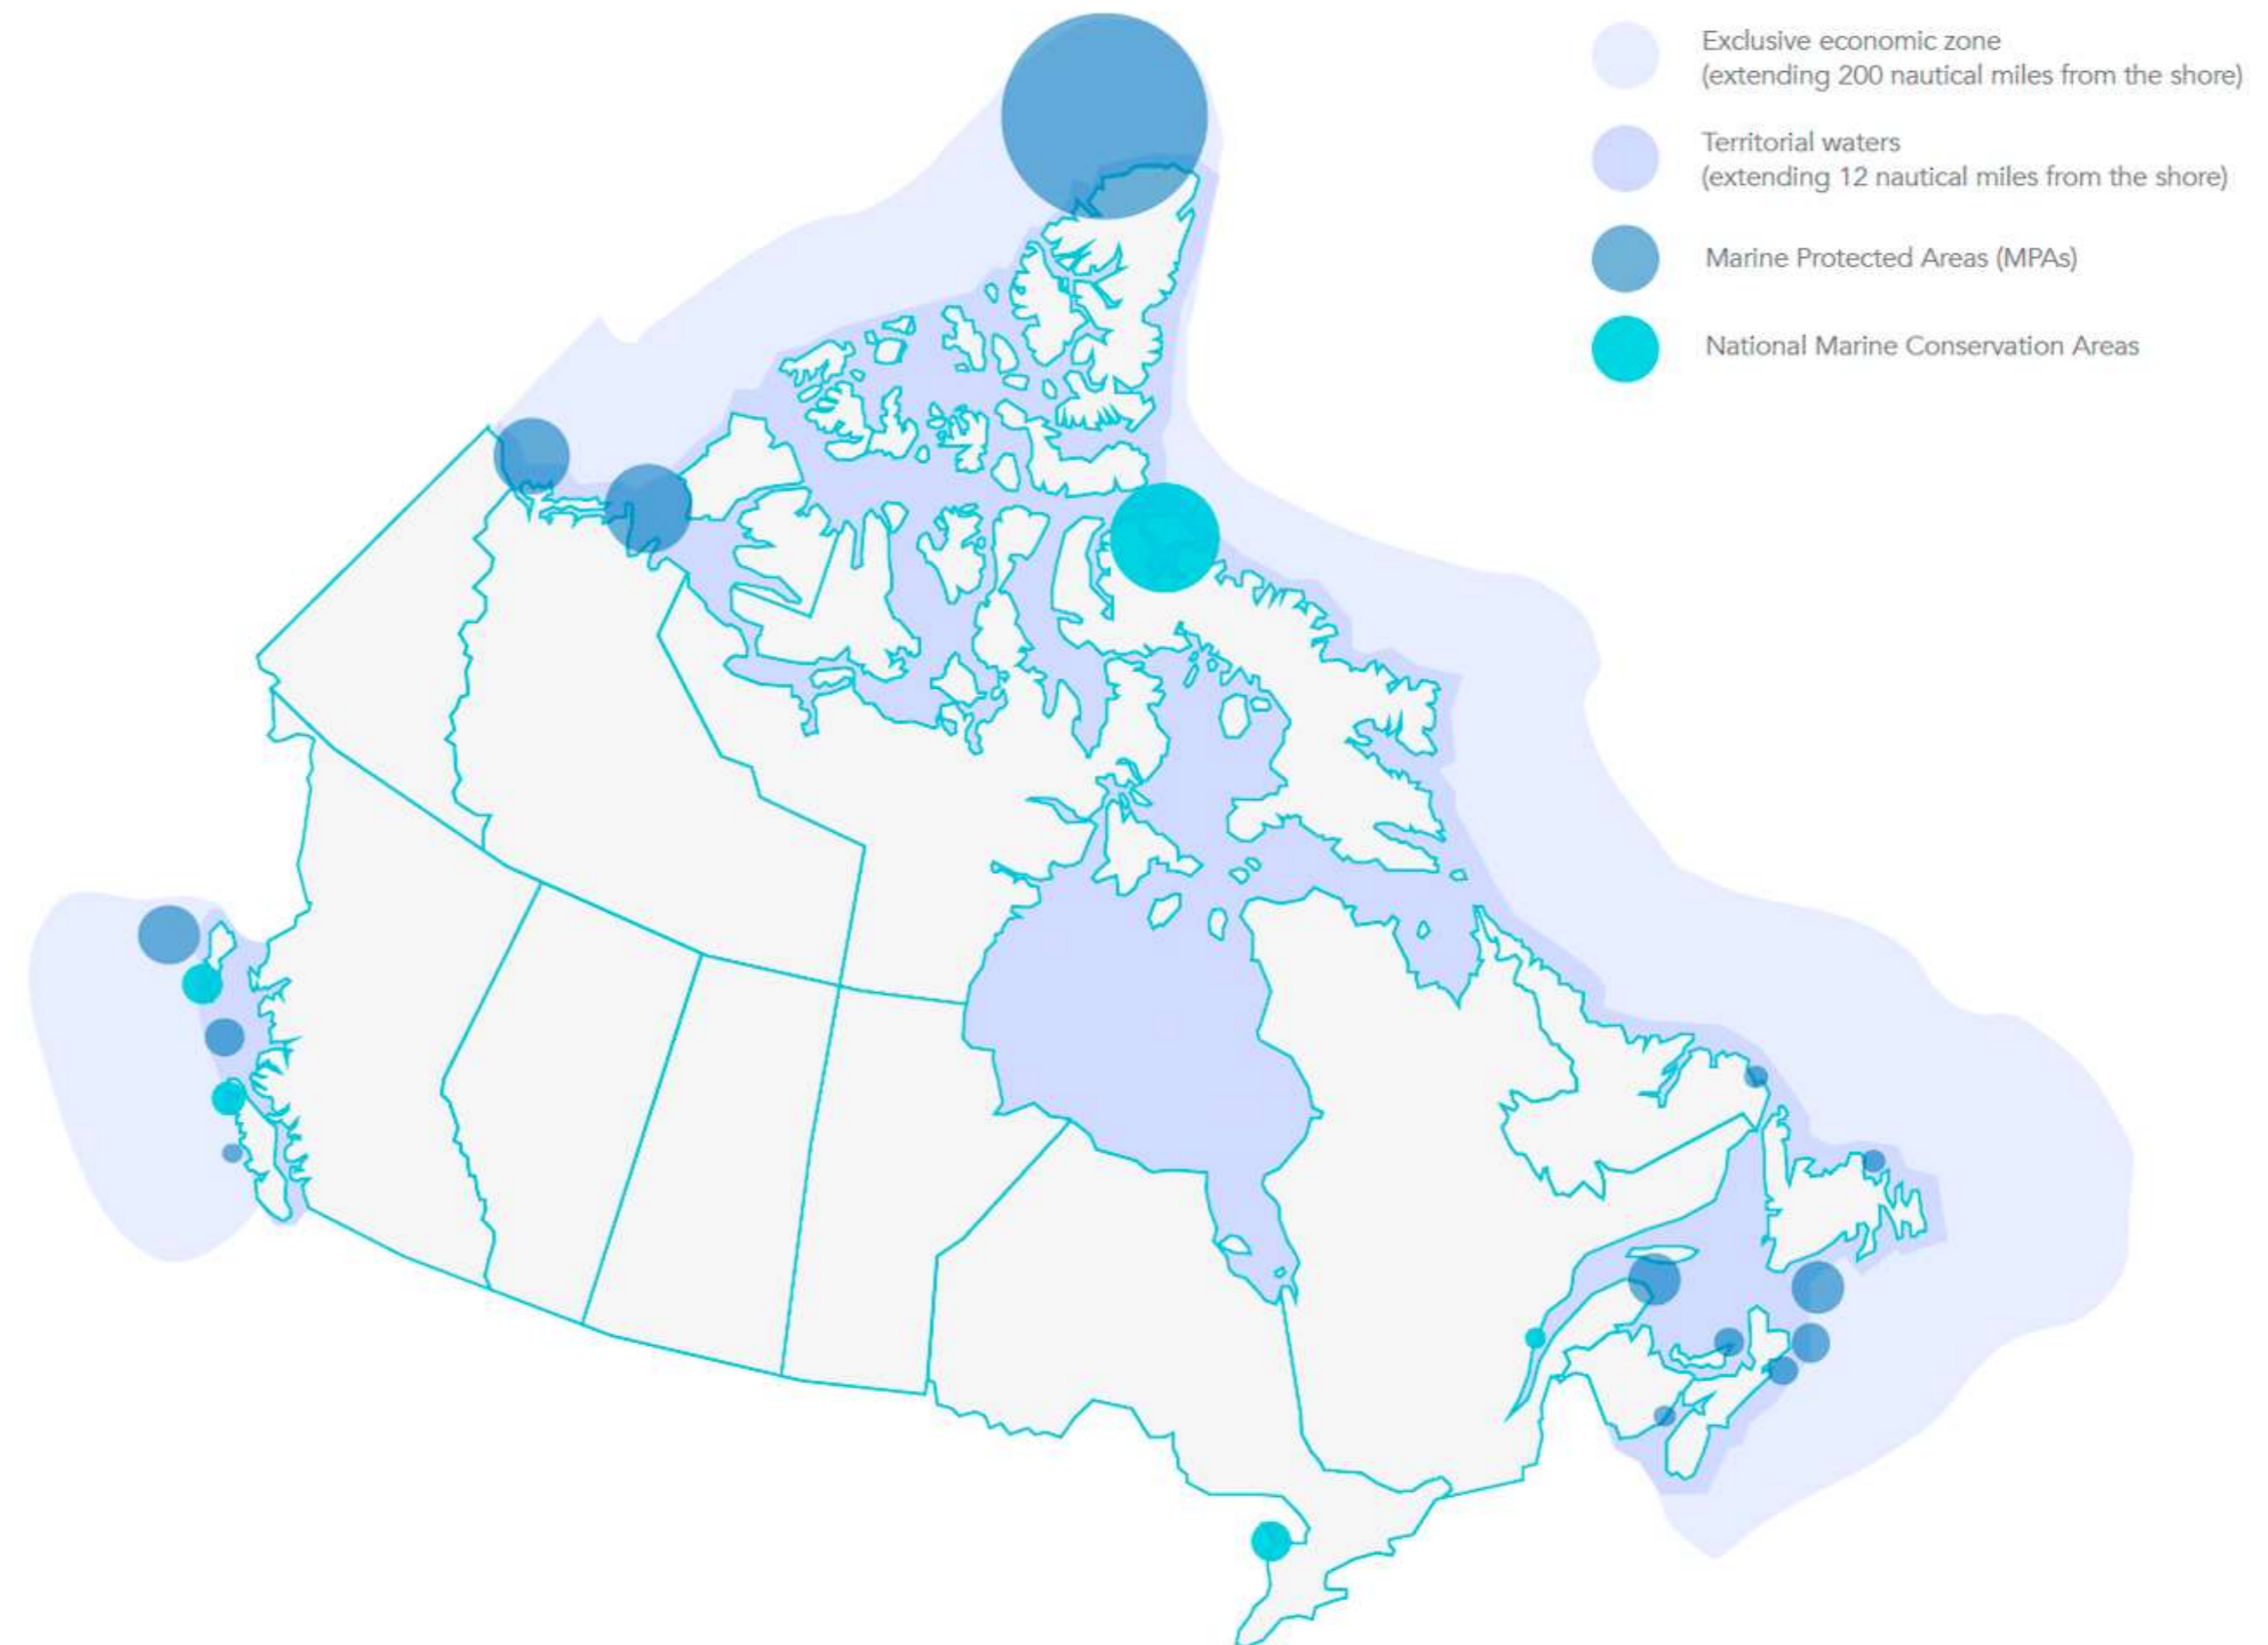 Exclusive economic zone
(extending 200 nautical miles from the shore)
Territorial waters
(extending 12 nautical miles from the shore)
Marine Protected Areas (MPAs)
National Marine Conservation Areas